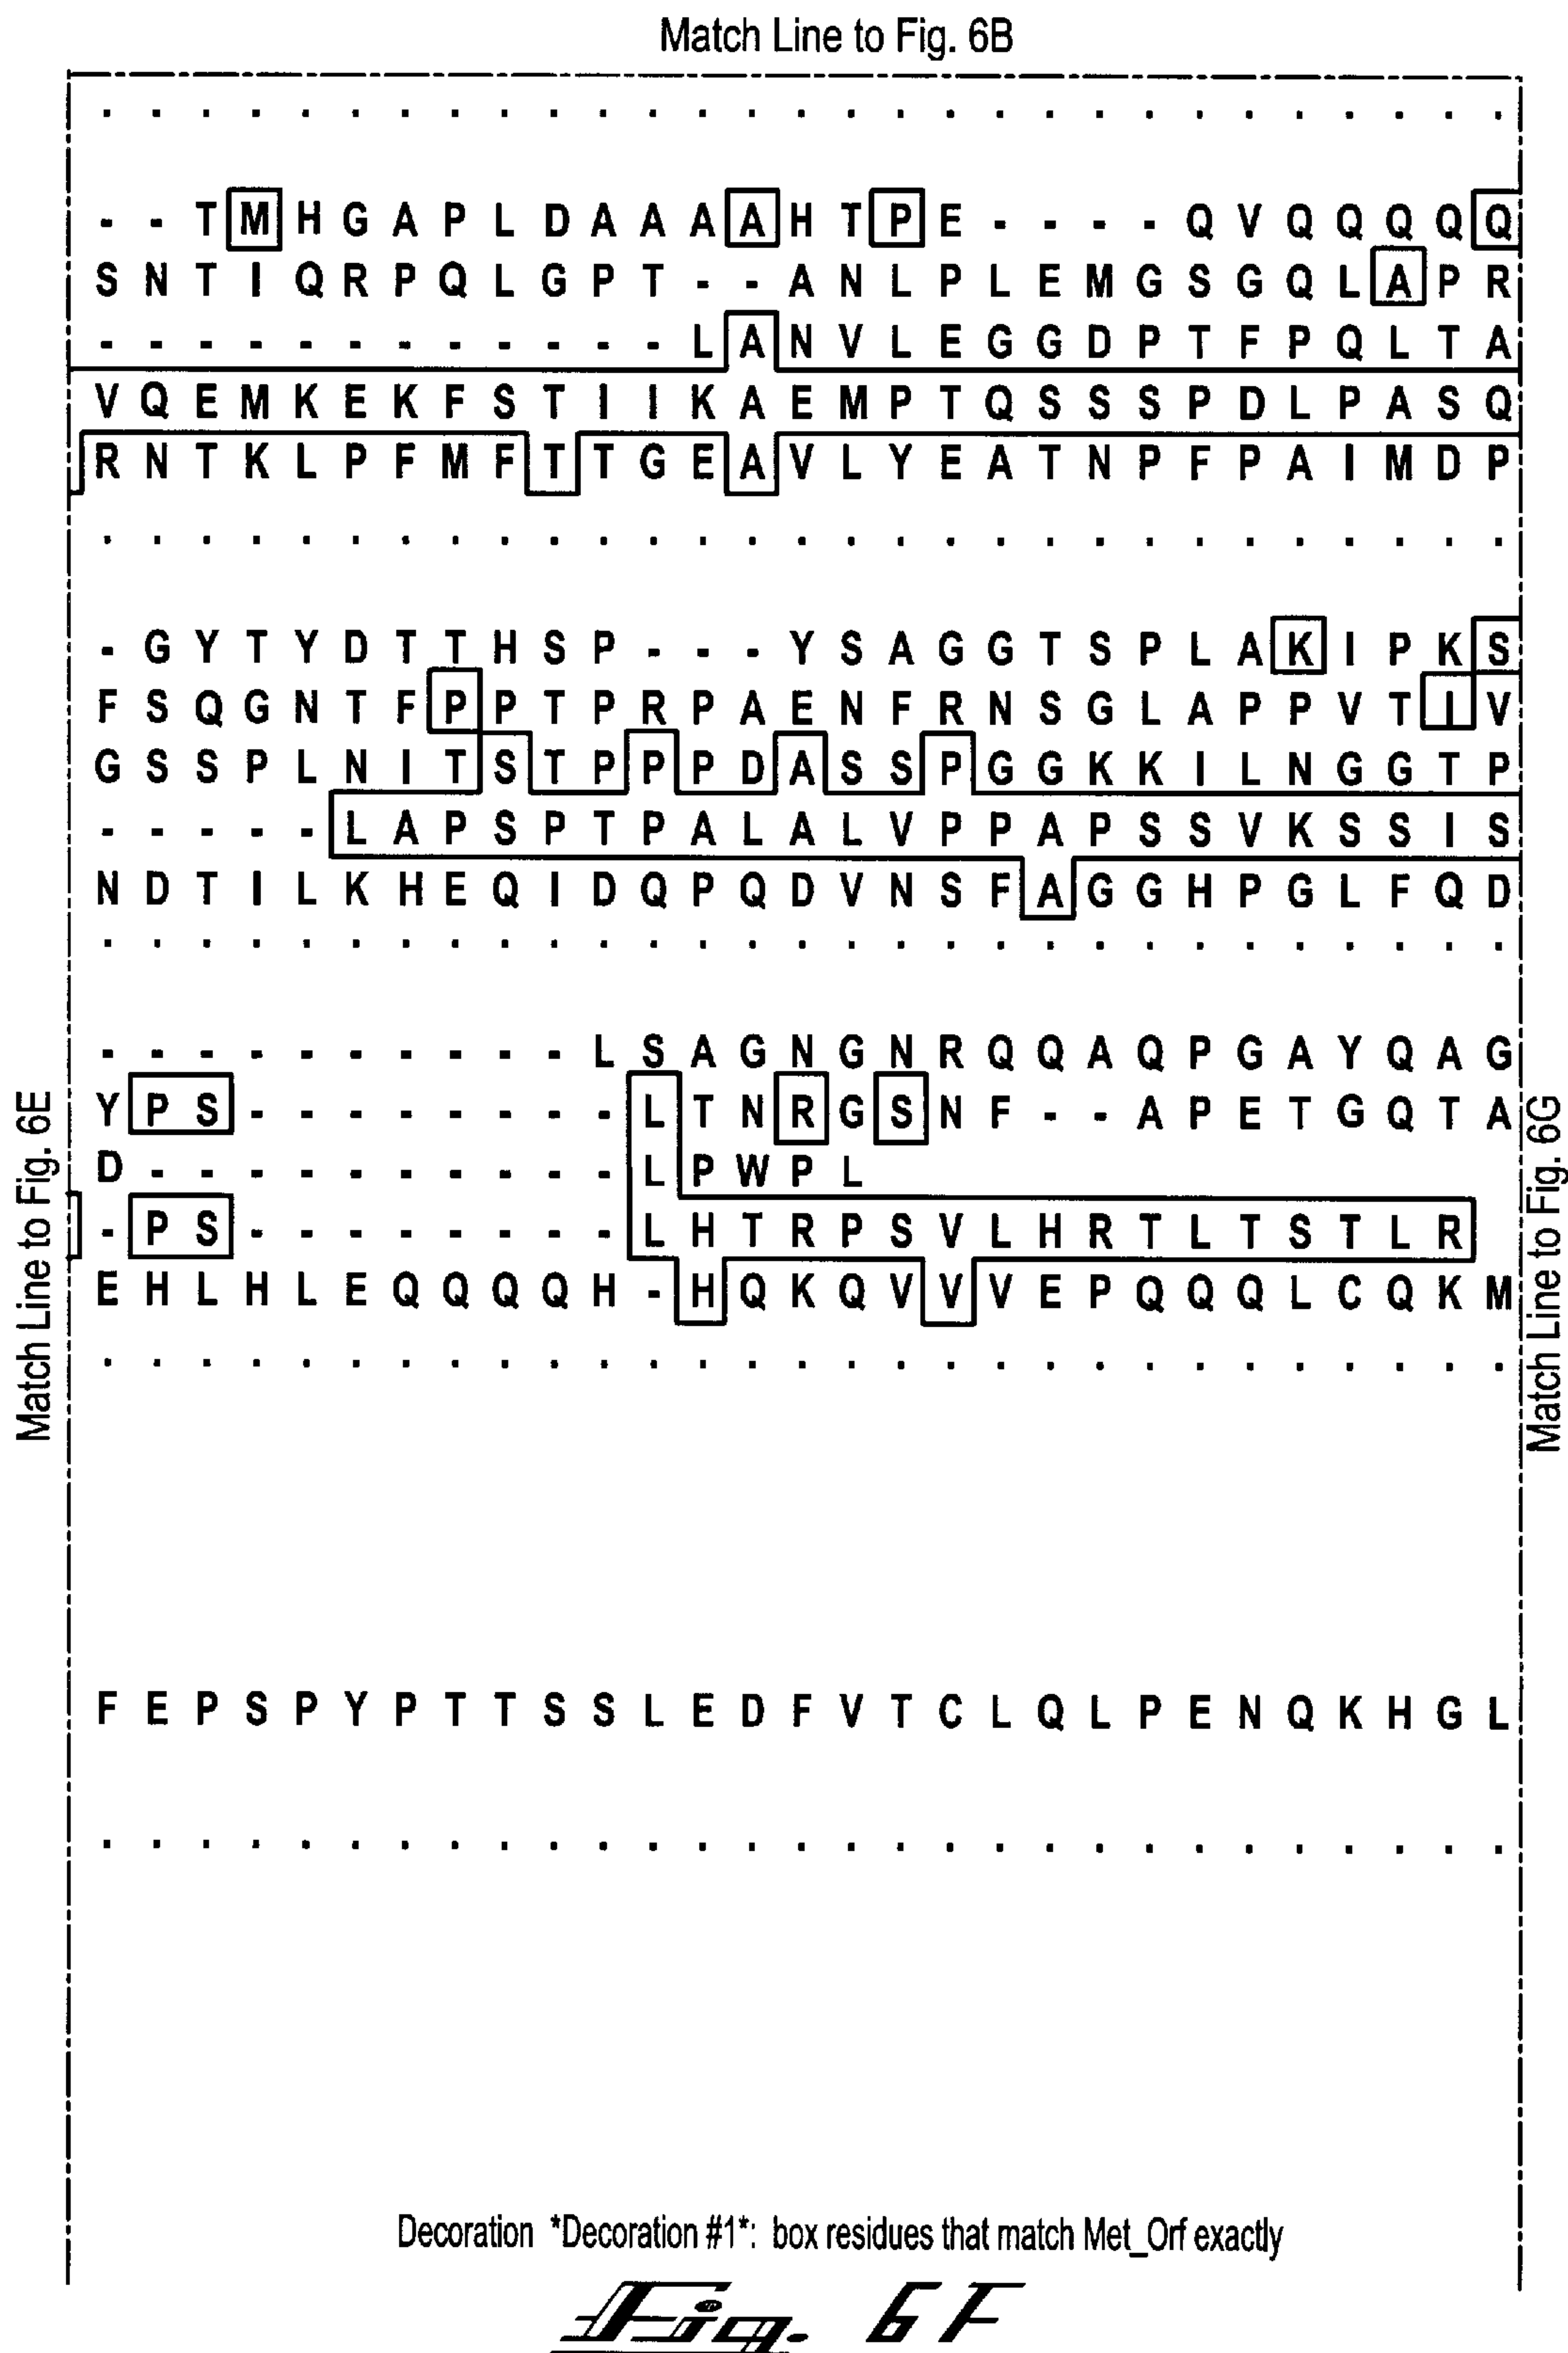 Match Line to Fig. 6B
. . . . . . . . . . . . . . . . . . . . . . . . . . . . .
- - T M H G A P L D A A A A H T P E - - - - Q V Q Q Q Q Q
S N T I Q R P Q L G P T - - A N L P L E M G S G Q L A P R
- - - - - - - - - - - - L A N V L E G G D P T F P Q L T A
V Q E M K E K F S T I I K A E M P T Q S S S P D L P A S Q
R N T K L P F M F T T G E A V L Y E A T N P F P A I M D P
. . . . . . . . . . . . . . . . . . . . . . . . . . . . .
- G Y T Y D T T H S P - - - Y S A G G T S P L A K I P K S
F S Q G N T F P P T P R P A E N F R N S G L A P P V T I V
G S S P L N I T S T P P P D A S S P G G K K I L N G G T P
- - - - - L A P S P T P A L A L V P P A P S S V K S S I S
N D T I L K H E Q I D Q P Q D V N S F A G G H P G L F Q D
. . . . . . . . . . . . . . . . . . . . . . . . . . . . .
- - - - - - - - - - L S A G N G N R Q Q A Q P G A Y Q A G
Y P S - - - - - - - - L T N R G S N F - - A P E T G Q T A
D - - - - - - - - - - L P W P L
- P S - - - - - - - - L H T R P S V L H R T L T S T L R
E H L H L E Q Q Q Q H - H Q K Q V V V E P Q Q Q L C Q K M
. . . . . . . . . . . . . . . . . . . . . . . . . . . . .
F E P S P Y P T T S S L E D F V T C L Q L P E N Q K H G L
. . . . . . . . . . . . . . . . . . . . . . . . . . . . .
Match Line to Fig. 6E
Match Line to Fig. 6G
Decoration *Decoration #1*: box residues that match Met_Orf exactly
Fig. 6F